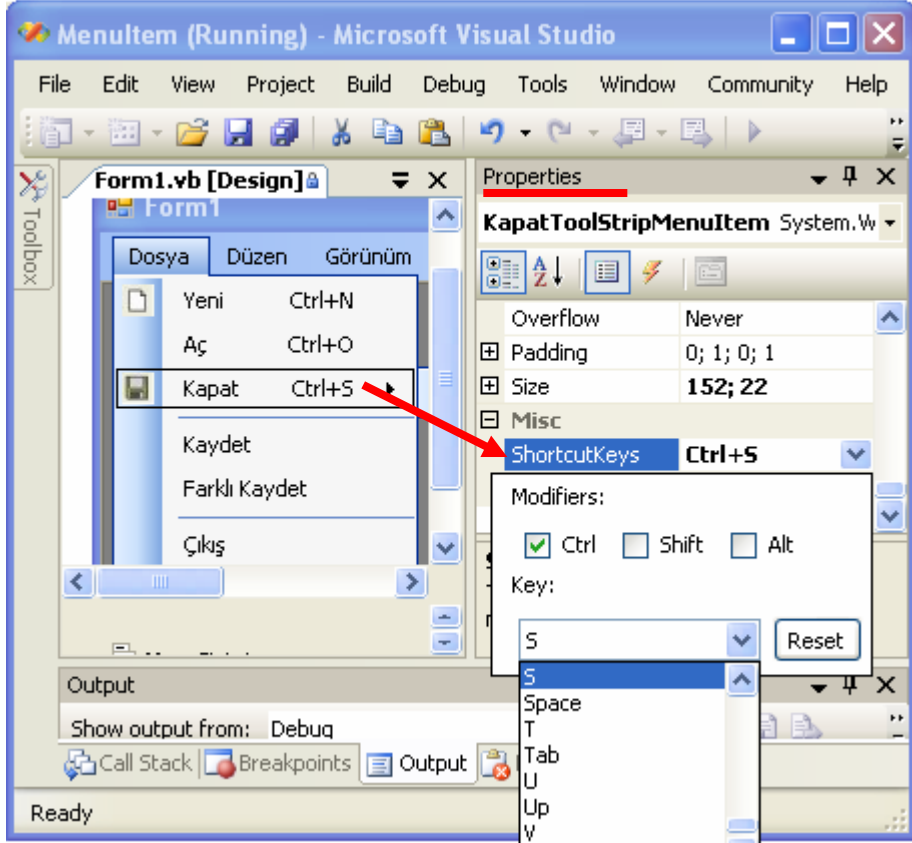 MenuItem (Running) - Microsoft Visual Studio
File Edit View Project Build Debug Tools Window Community Help
Toolbox
Form1.vb [Design]
Form1
Dosya Düzen Görünüm
Yeni Ctrl+N
Aç Ctrl+O
Kapat Ctrl+S
Kaydet
Farklı Kaydet
Çıkış
Properties
KapatToolStripMenuItem System.W
Overflow Never
Padding 0; 1; 0; 1
Size 152; 22
Misc
ShortcutKeys Ctrl+S
Modifiers:
Ctrl Shift Alt
Key:
S Reset
S
Space
T
Tab
U
Up
V
Output
Show output from: Debug
Call Stack Breakpoints Output
Ready